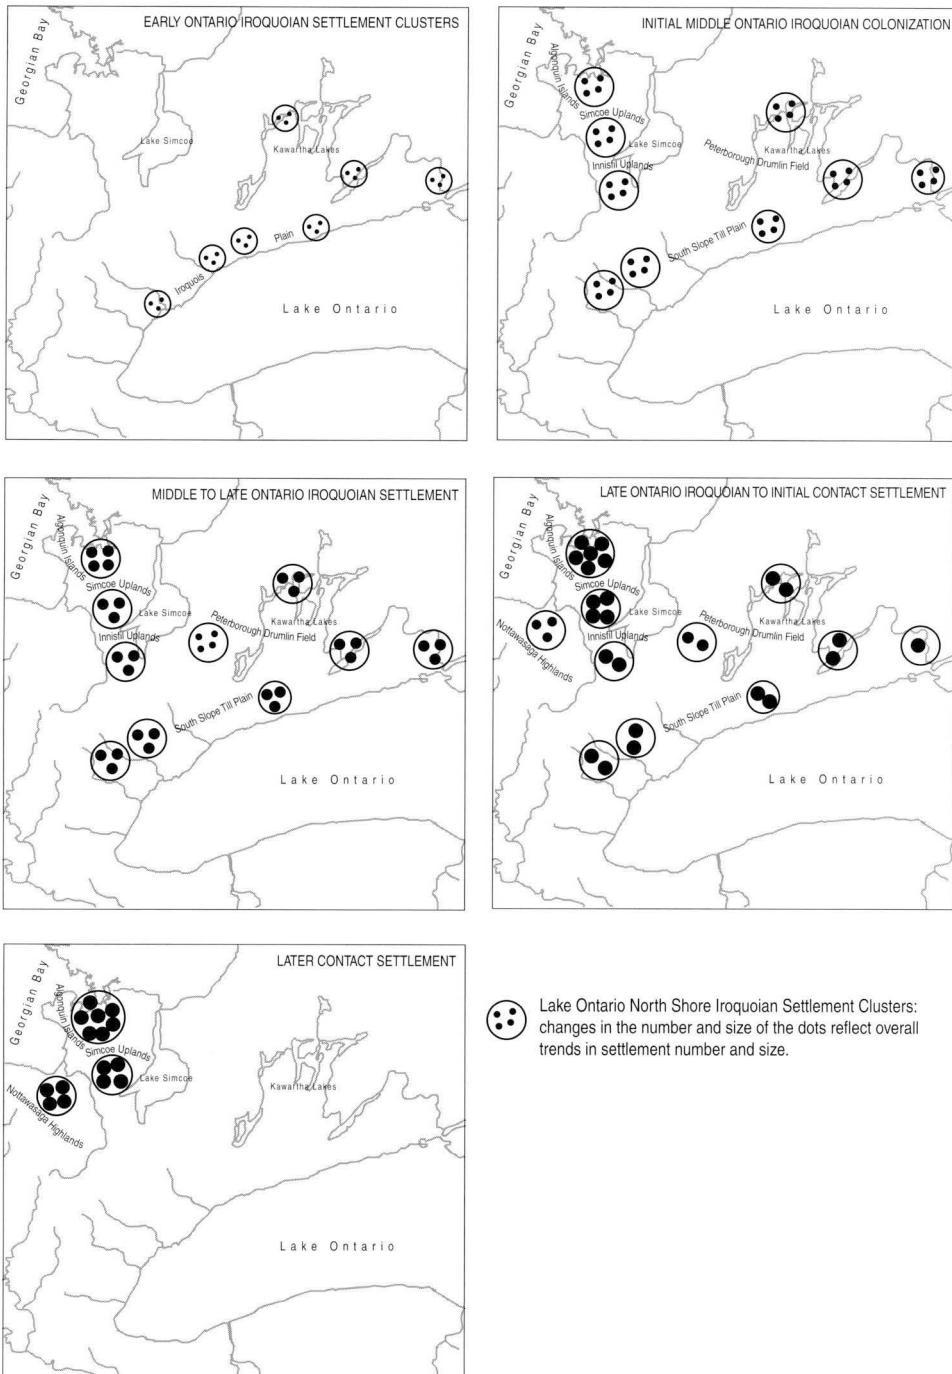 EARLY ONTARIO IROQUOIAN SETTLEMENT CLUSTERS
Georgian Bay
Lake Simcoe
Kawartha Lakes
Iroquois Plain
Lake Ontario
INITIAL MIDDLE ONTARIO IROQUOIAN COLONIZATION
Georgian Bay
Algonquin Islands
Simcoe Uplands
Lake Simcoe
Innisfil Uplands
Kawartha Lakes
Peterborough Drumlin Field
South Slope Till Plain
Lake Ontario
MIDDLE TO LATE ONTARIO IROQUOIAN SETTLEMENT
Georgian Bay
Algonquin Islands
Simcoe Uplands
Lake Simcoe
Innisfil Uplands
Peterborough Drumlin Field
Kawartha Lakes
South Slope Till Plain
Lake Ontario
LATE ONTARIO IROQUOIAN TO INITIAL CONTACT SETTLEMENT
Georgian Bay
Algonquin Islands
Simcoe Uplands
Lake Simcoe
Nottawasaga Highlands
Innisfil Uplands
Peterborough Drumlin Field
Kawartha Lakes
South Slope Till Plain
Lake Ontario
LATER CONTACT SETTLEMENT
Georgian Bay
Algonquin Islands
Simcoe Uplands
Lake Simcoe
Kawartha Lakes
Nottawasaga Highlands
Lake Ontario
Lake Ontario North Shore Iroquoian Settlement Clusters:
changes in the number and size of the dots reflect overall
trends in settlement number and size.